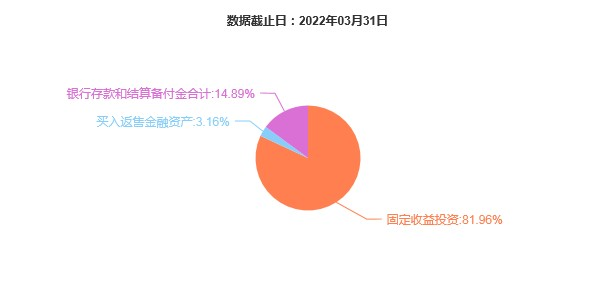 数据截止日：2022年03月31日
银行存款和结算备付金合计:14.89%
买入返售金融资产:3.16%
固定收益投资:81.96%